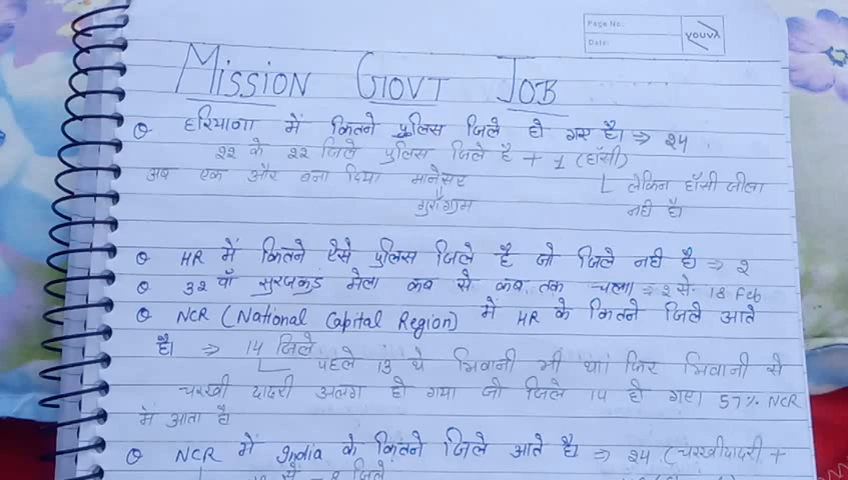 Page No.
Date:
YOUVA
MISSION GOVT JOB
Q हरियाणा में कितने पुलिस जिले हो गए है। ⇒ 24
22 के 22 जिले पुलिस जिले है + 1 (हाँसी)
अब एक और बना दिया मानेसर
↳ लेकिन हाँसी जीला
गुरुग्राम
नही है।
Q HR में कितने ऐसे पुलिस जिले है जो जिले नही है ⇒ 2
Q 32 वाँ सुरजकुंड मेला कब से कब तक चला ⇒ 2 से 18 Feb
Q NCR (National Capital Region) में HR के कितने जिले आते
है। ⇒ 14 जिले
↳ पहले 13 थे भिवानी भी था। फिर भिवानी से
चरखी दादरी अलग हो गया जो जिले 14 हो गए। 57% NCR
में आता है
Q NCR में India के कितने जिले आते है। ⇒ 24 (चरखीदादरी +
से जिले